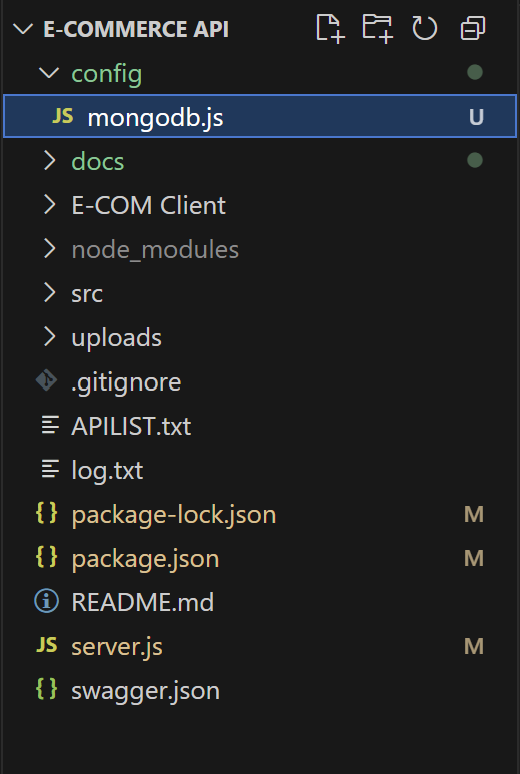 E-COMMERCE API
config
JS mongodb.js U
docs
E-COM Client
node_modules
src
uploads
.gitignore
APILIST.txt
log.txt
{} package-lock.json M
{} package.json M
README.md
JS server.js M
{} swagger.json